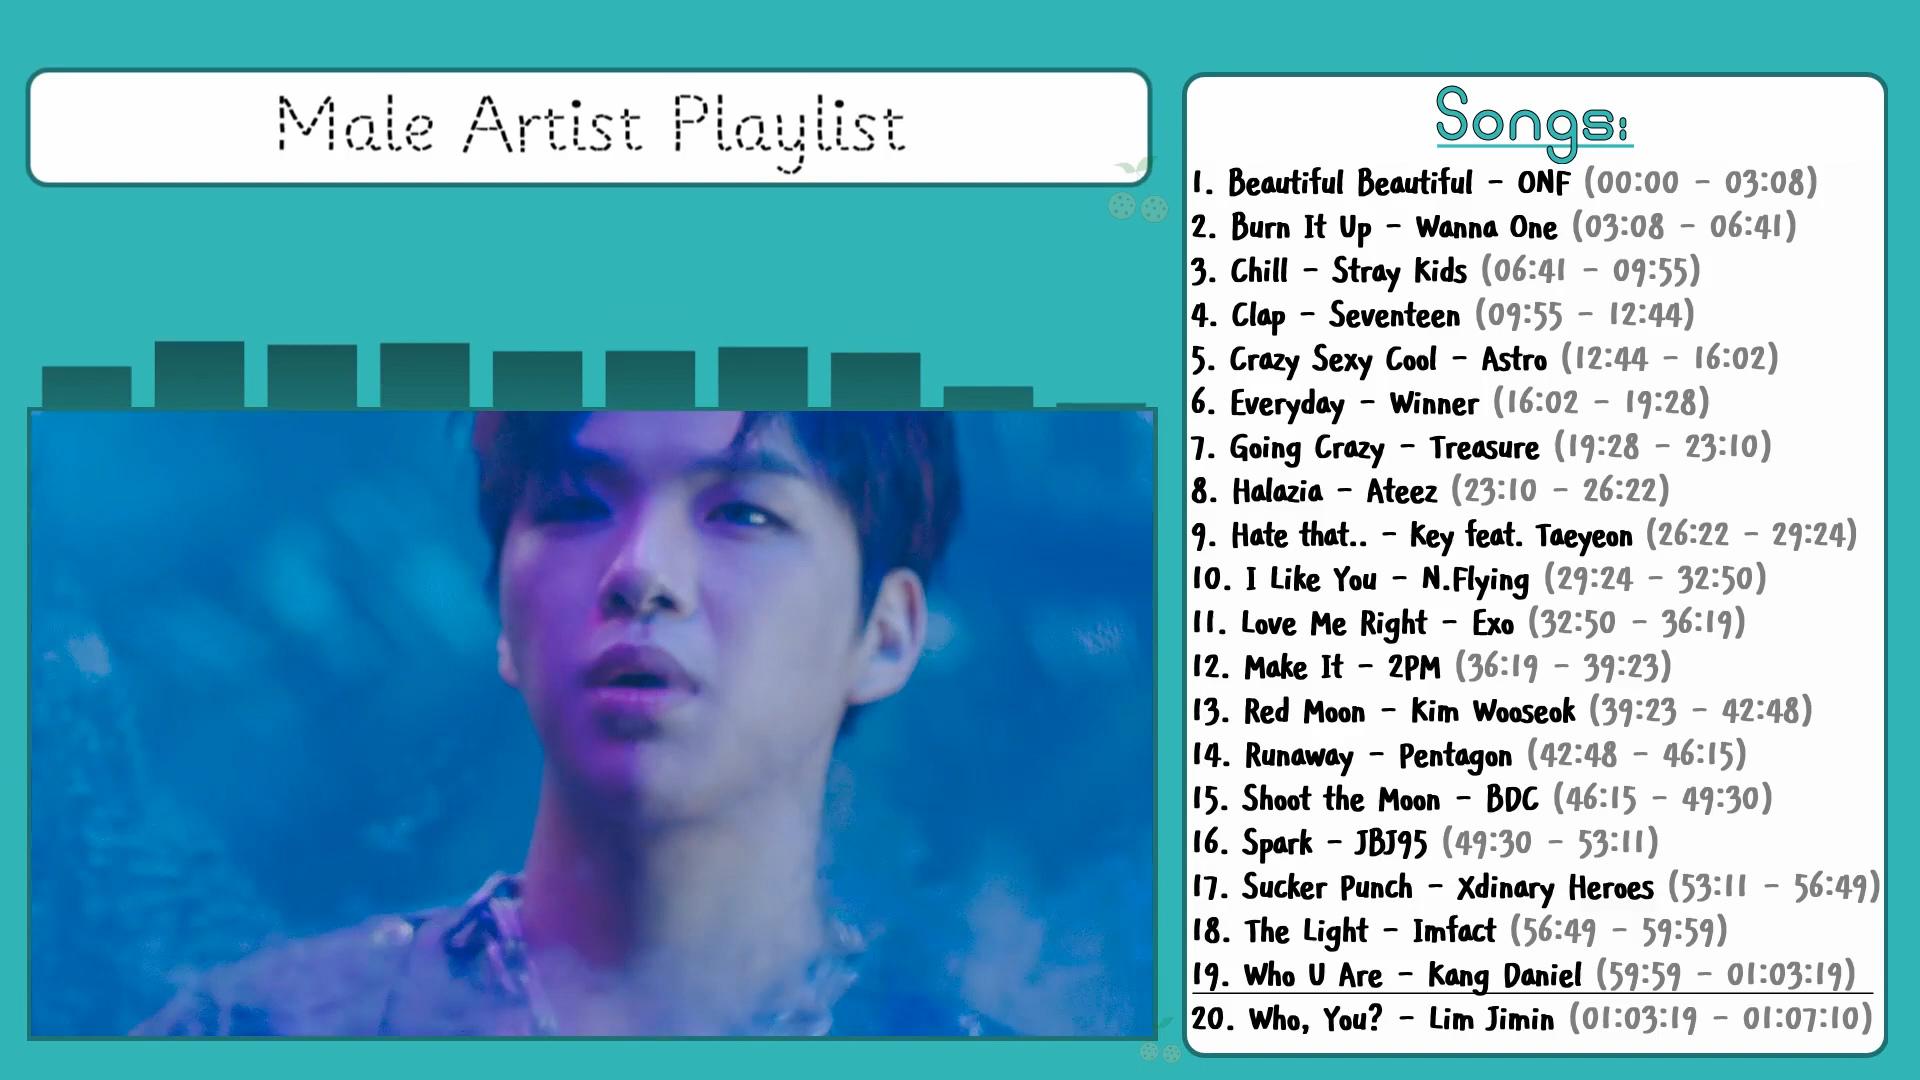 Male Artist Playlist
Songs:
1. Beautiful Beautiful - ONF (00:00 - 03:08)
2. Burn It Up - Wanna One (03:08 - 06:41)
3. Chill - Stray Kids (06:41 - 09:55)
4. Clap - Seventeen (09:55 - 12:44)
5. Crazy Sexy Cool - Astro (12:44 - 16:02)
6. Everyday - Winner (16:02 - 19:28)
7. Going Crazy - Treasure (19:28 - 23:10)
8. Halazia - Ateez (23:10 - 26:22)
9. Hate that.. - Key feat. Taeyeon (26:22 - 29:24)
10. I Like You - N.Flying (29:24 - 32:50)
11. Love Me Right - Exo (32:50 - 36:19)
12. Make It - 2PM (36:19 - 39:23)
13. Red Moon - Kim Wooseok (39:23 - 42:48)
14. Runaway - Pentagon (42:48 - 46:15)
15. Shoot the Moon - BDC (46:15 - 49:30)
16. Spark - JBJ95 (49:30 - 53:11)
17. Sucker Punch - Xdinary Heroes (53:11 - 56:49)
18. The Light - Imfact (56:49 - 59:59)
19. Who U Are - Kang Daniel (59:59 - 01:03:19)
20. Who, You? - Lim Jimin (01:03:19 - 01:07:10)